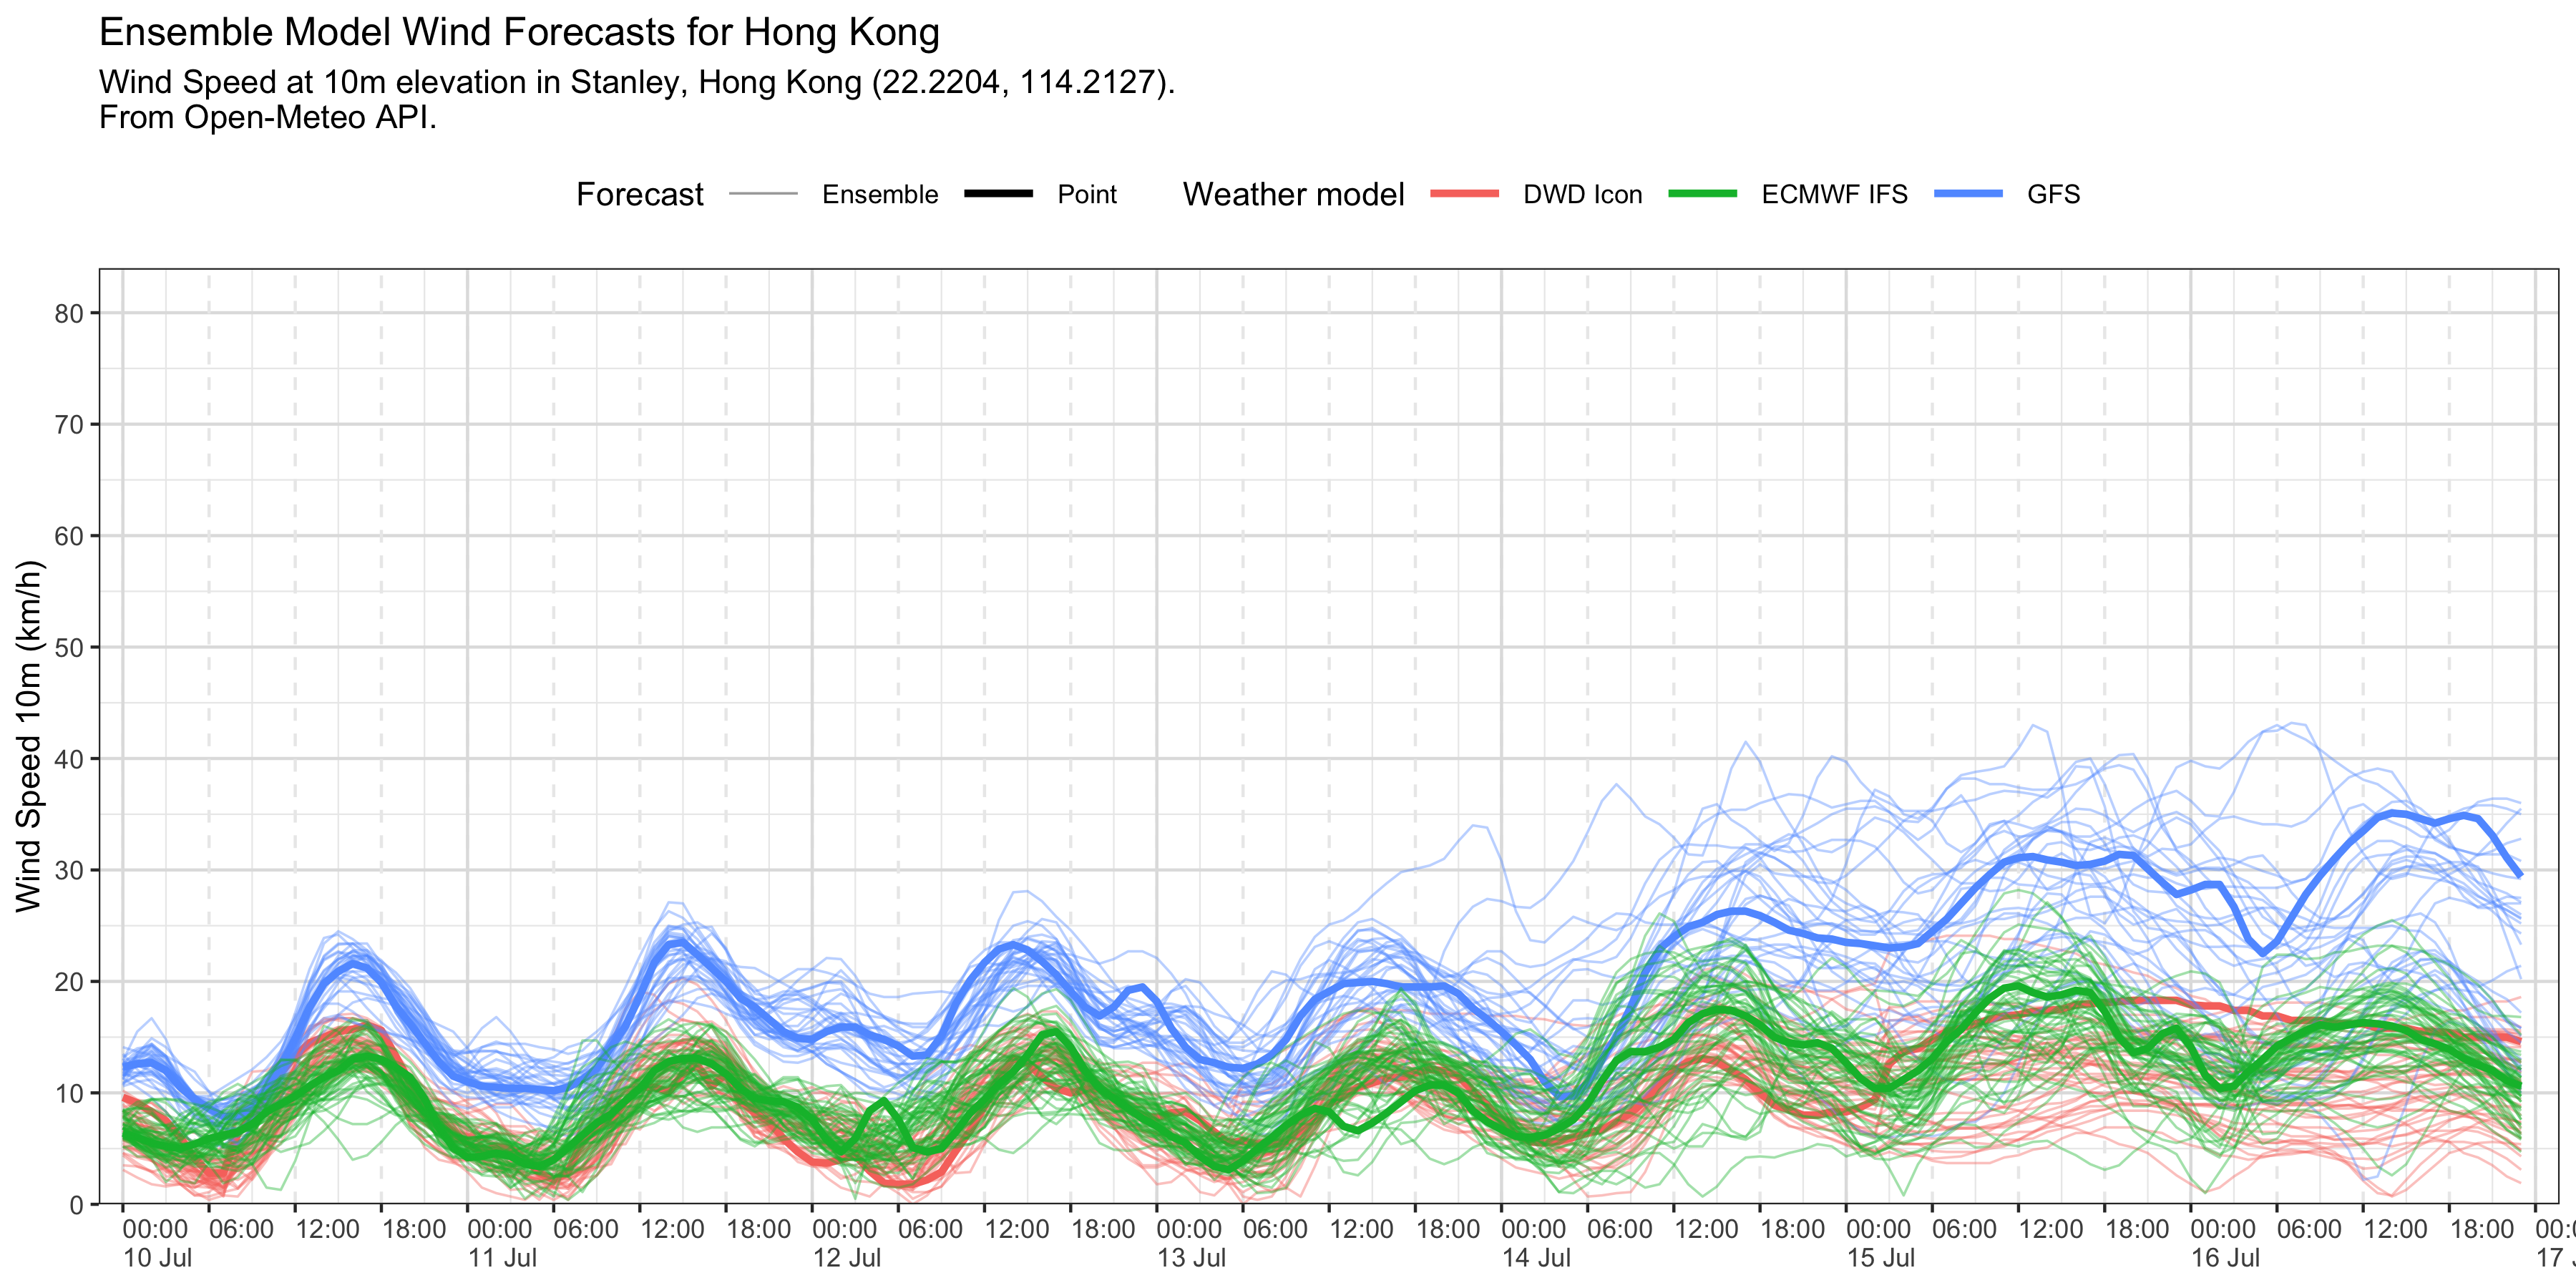 Ensemble Model Wind Forecasts for Hong Kong
Wind Speed at 10m elevation in Stanley, Hong Kong (22.2204, 114.2127).
From Open-Meteo API.
Forecast Ensemble Point Weather model DWD Icon ECMWF IFS GFS
Wind Speed 10m (km/h)
80
70
60
50
40
30
20
10
0
00:00 06:00 12:00 18:00 00:00 06:00 12:00 18:00 00:00 06:00 12:00 18:00 00:00 06:00 12:00 18:00 00:00 06:00 12:00 18:00 00:00 06:00 12:00 18:00 00:00 06:00 12:00 18:00
10 Jul 11 Jul 12 Jul 13 Jul 14 Jul 15 Jul 16 Jul 17